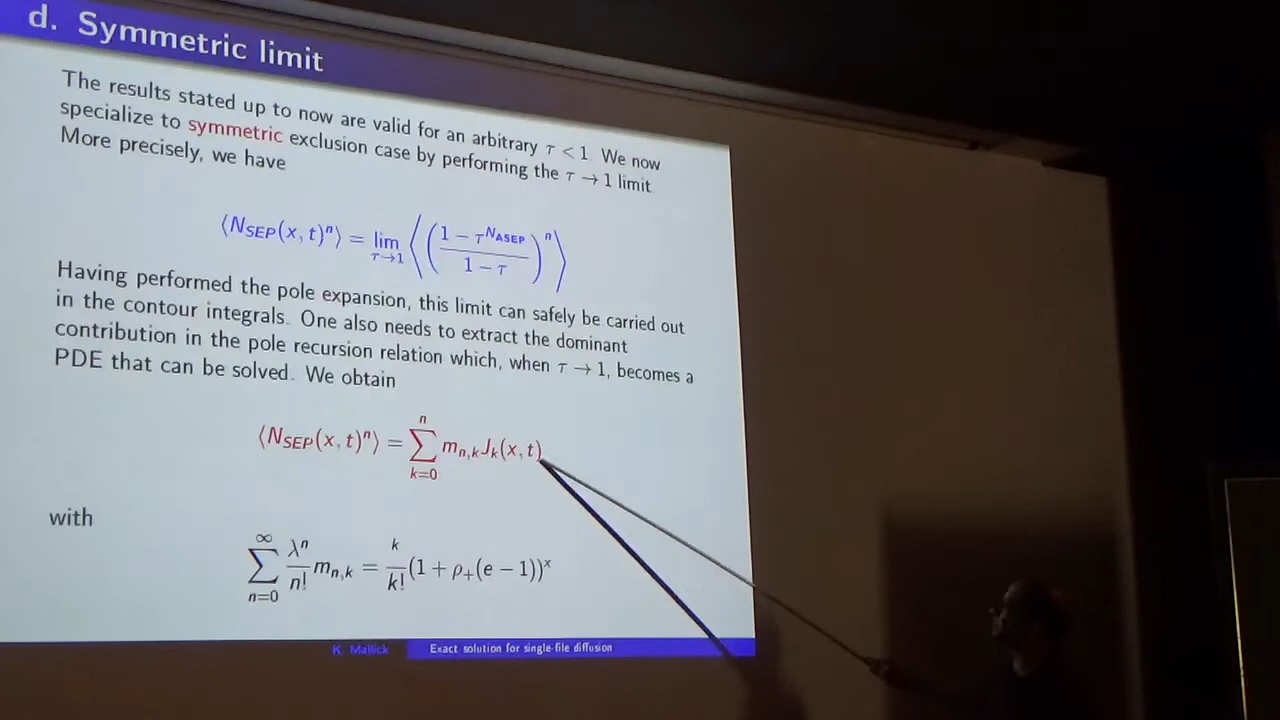 d. Symmetric limit
The results stated up to now are valid for an arbitrary τ < 1. We now
specialize to symmetric exclusion case by performing the τ → 1 limit.
More precisely, we have
⟨N_SEP(x, t)^n⟩ = lim_{τ→1} ⟨((1 − τ^{N_ASEP})/(1 − τ))^n⟩
Having performed the pole expansion, this limit can safely be carried out
in the contour integrals. One also needs to extract the dominant
contribution in the pole recursion relation which, when τ → 1, becomes a
PDE that can be solved. We obtain
⟨N_SEP(x, t)^n⟩ = ∑_{k=0}^{n} m_{n,k} J_k(x, t)
with
∑_{n=0}^{∞} λ^n/n! m_{n,k} = k/k! (1 + ρ_+(e − 1))^x
K. Mallick Exact solution for single-file diffusion